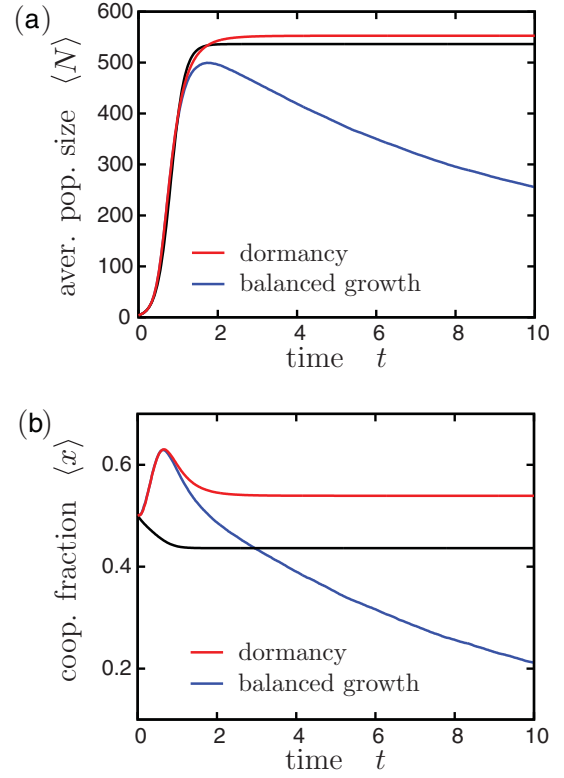 (a)
aver. pop. size ⟨N⟩
600
500
400
300
200
100
0
dormancy
balanced growth
0 2 4 6 8 10
time t
(b)
coop. fraction ⟨x⟩
0.6
0.4
0.2
dormancy
balanced growth
0 2 4 6 8 10
time t